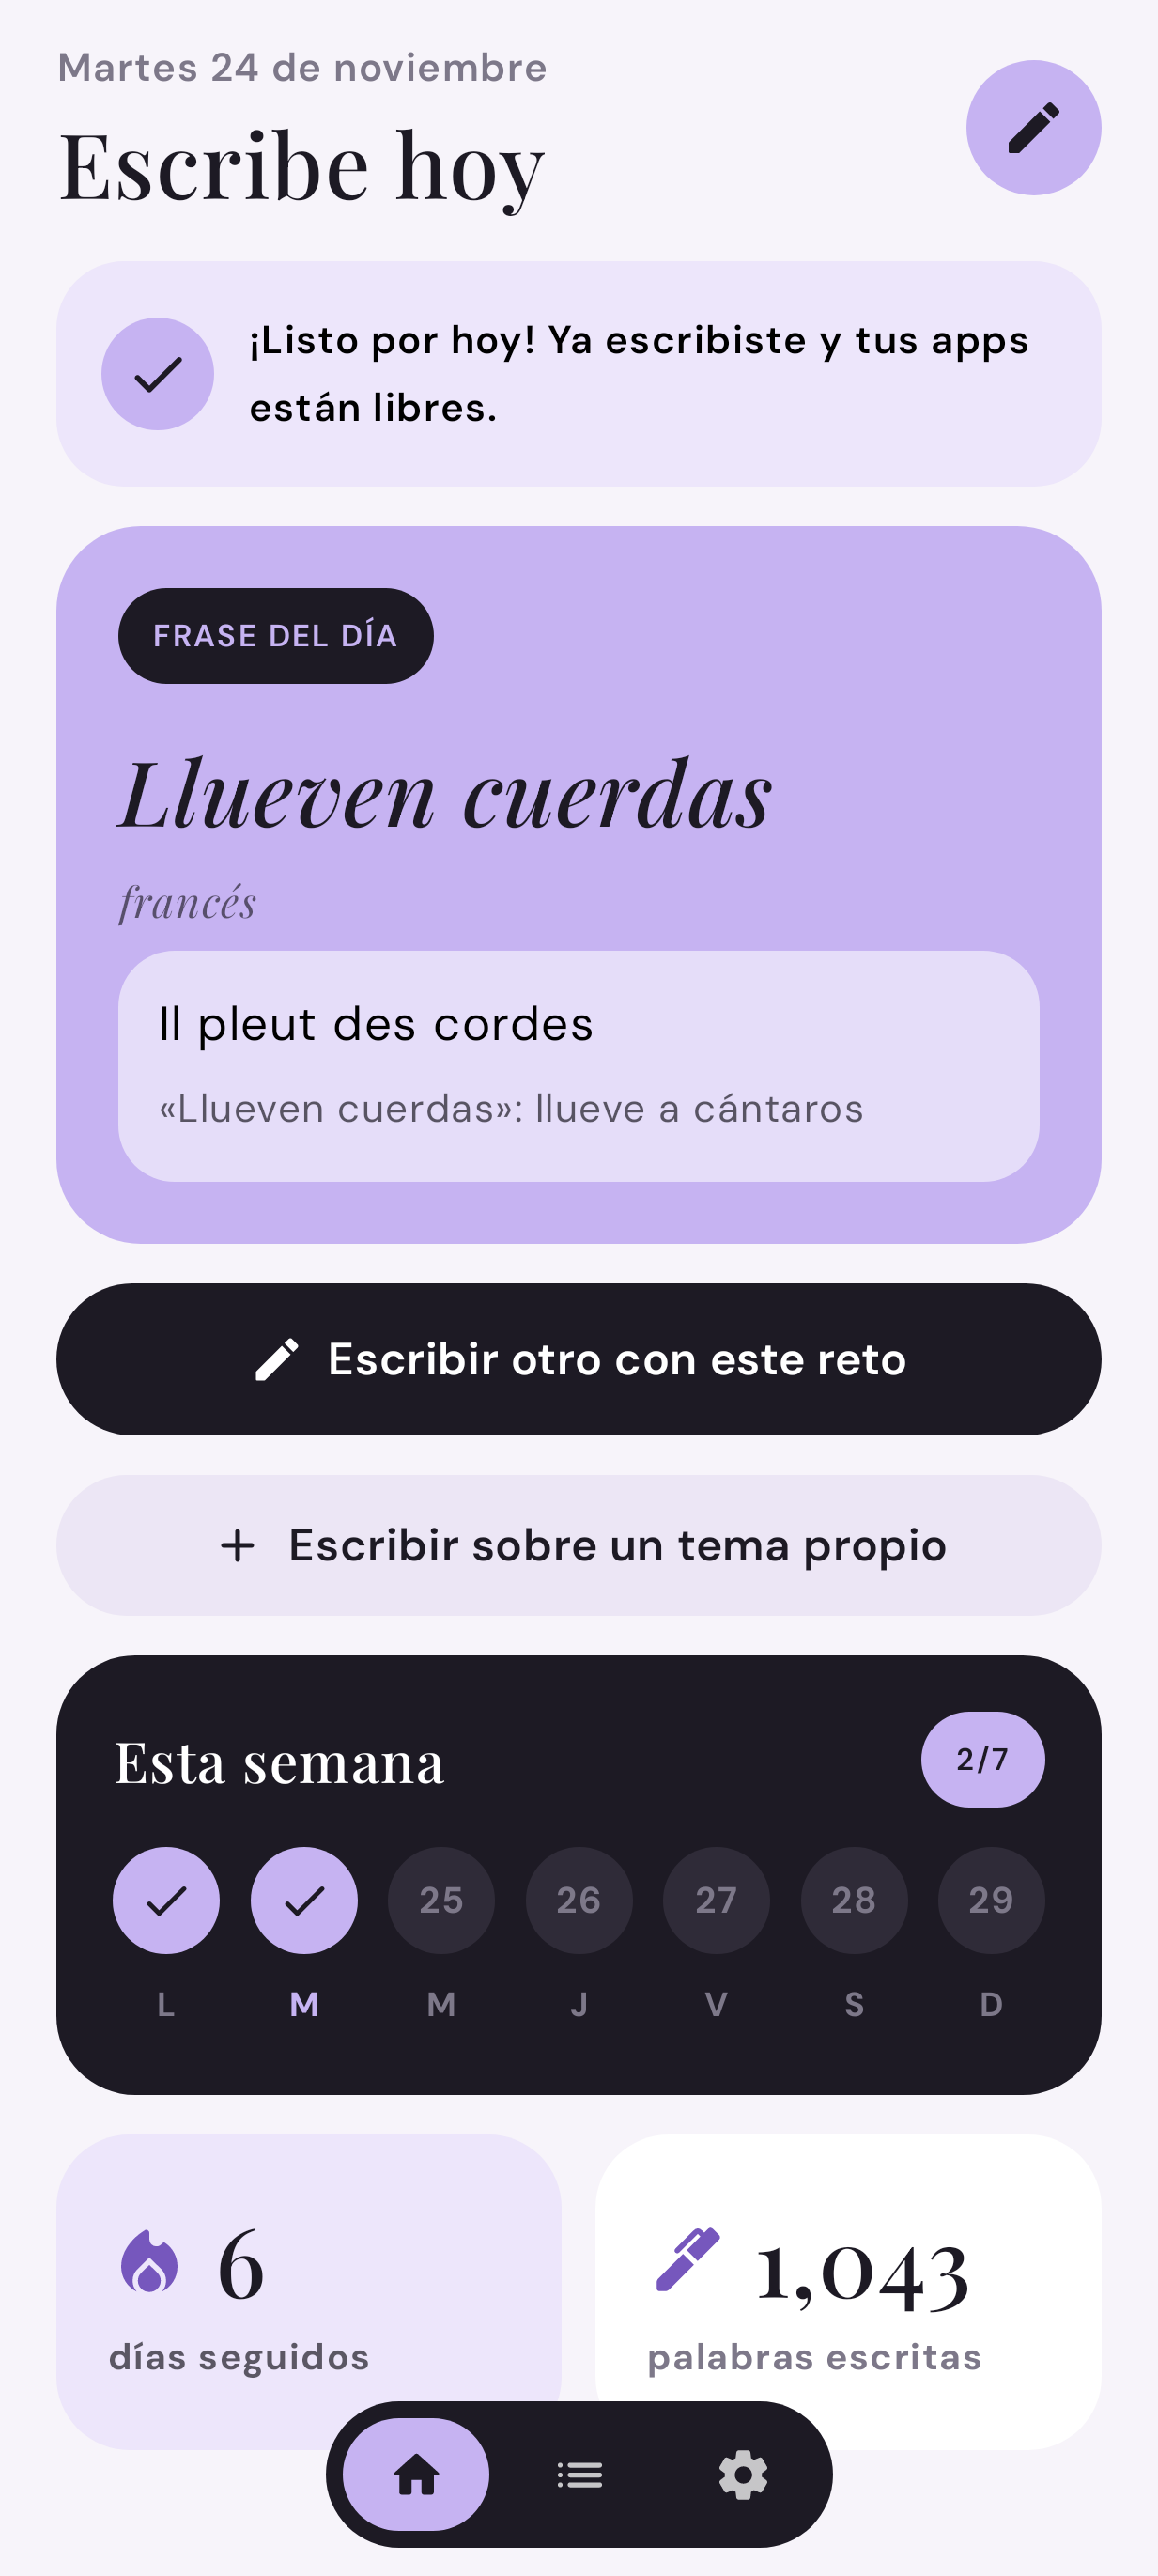 Martes 24 de noviembre
Escribe hoy
¡Listo por hoy! Ya escribiste y tus apps
están libres.
FRASE DEL DÍA
Llueven cuerdas
francés
Il pleut des cordes
«Llueven cuerdas»: llueve a cántaros
Escribir otro con este reto
Escribir sobre un tema propio
Esta semana
2/7
25 26 27 28 29
L M M J V S D
6
días seguidos
1,043
palabras escritas